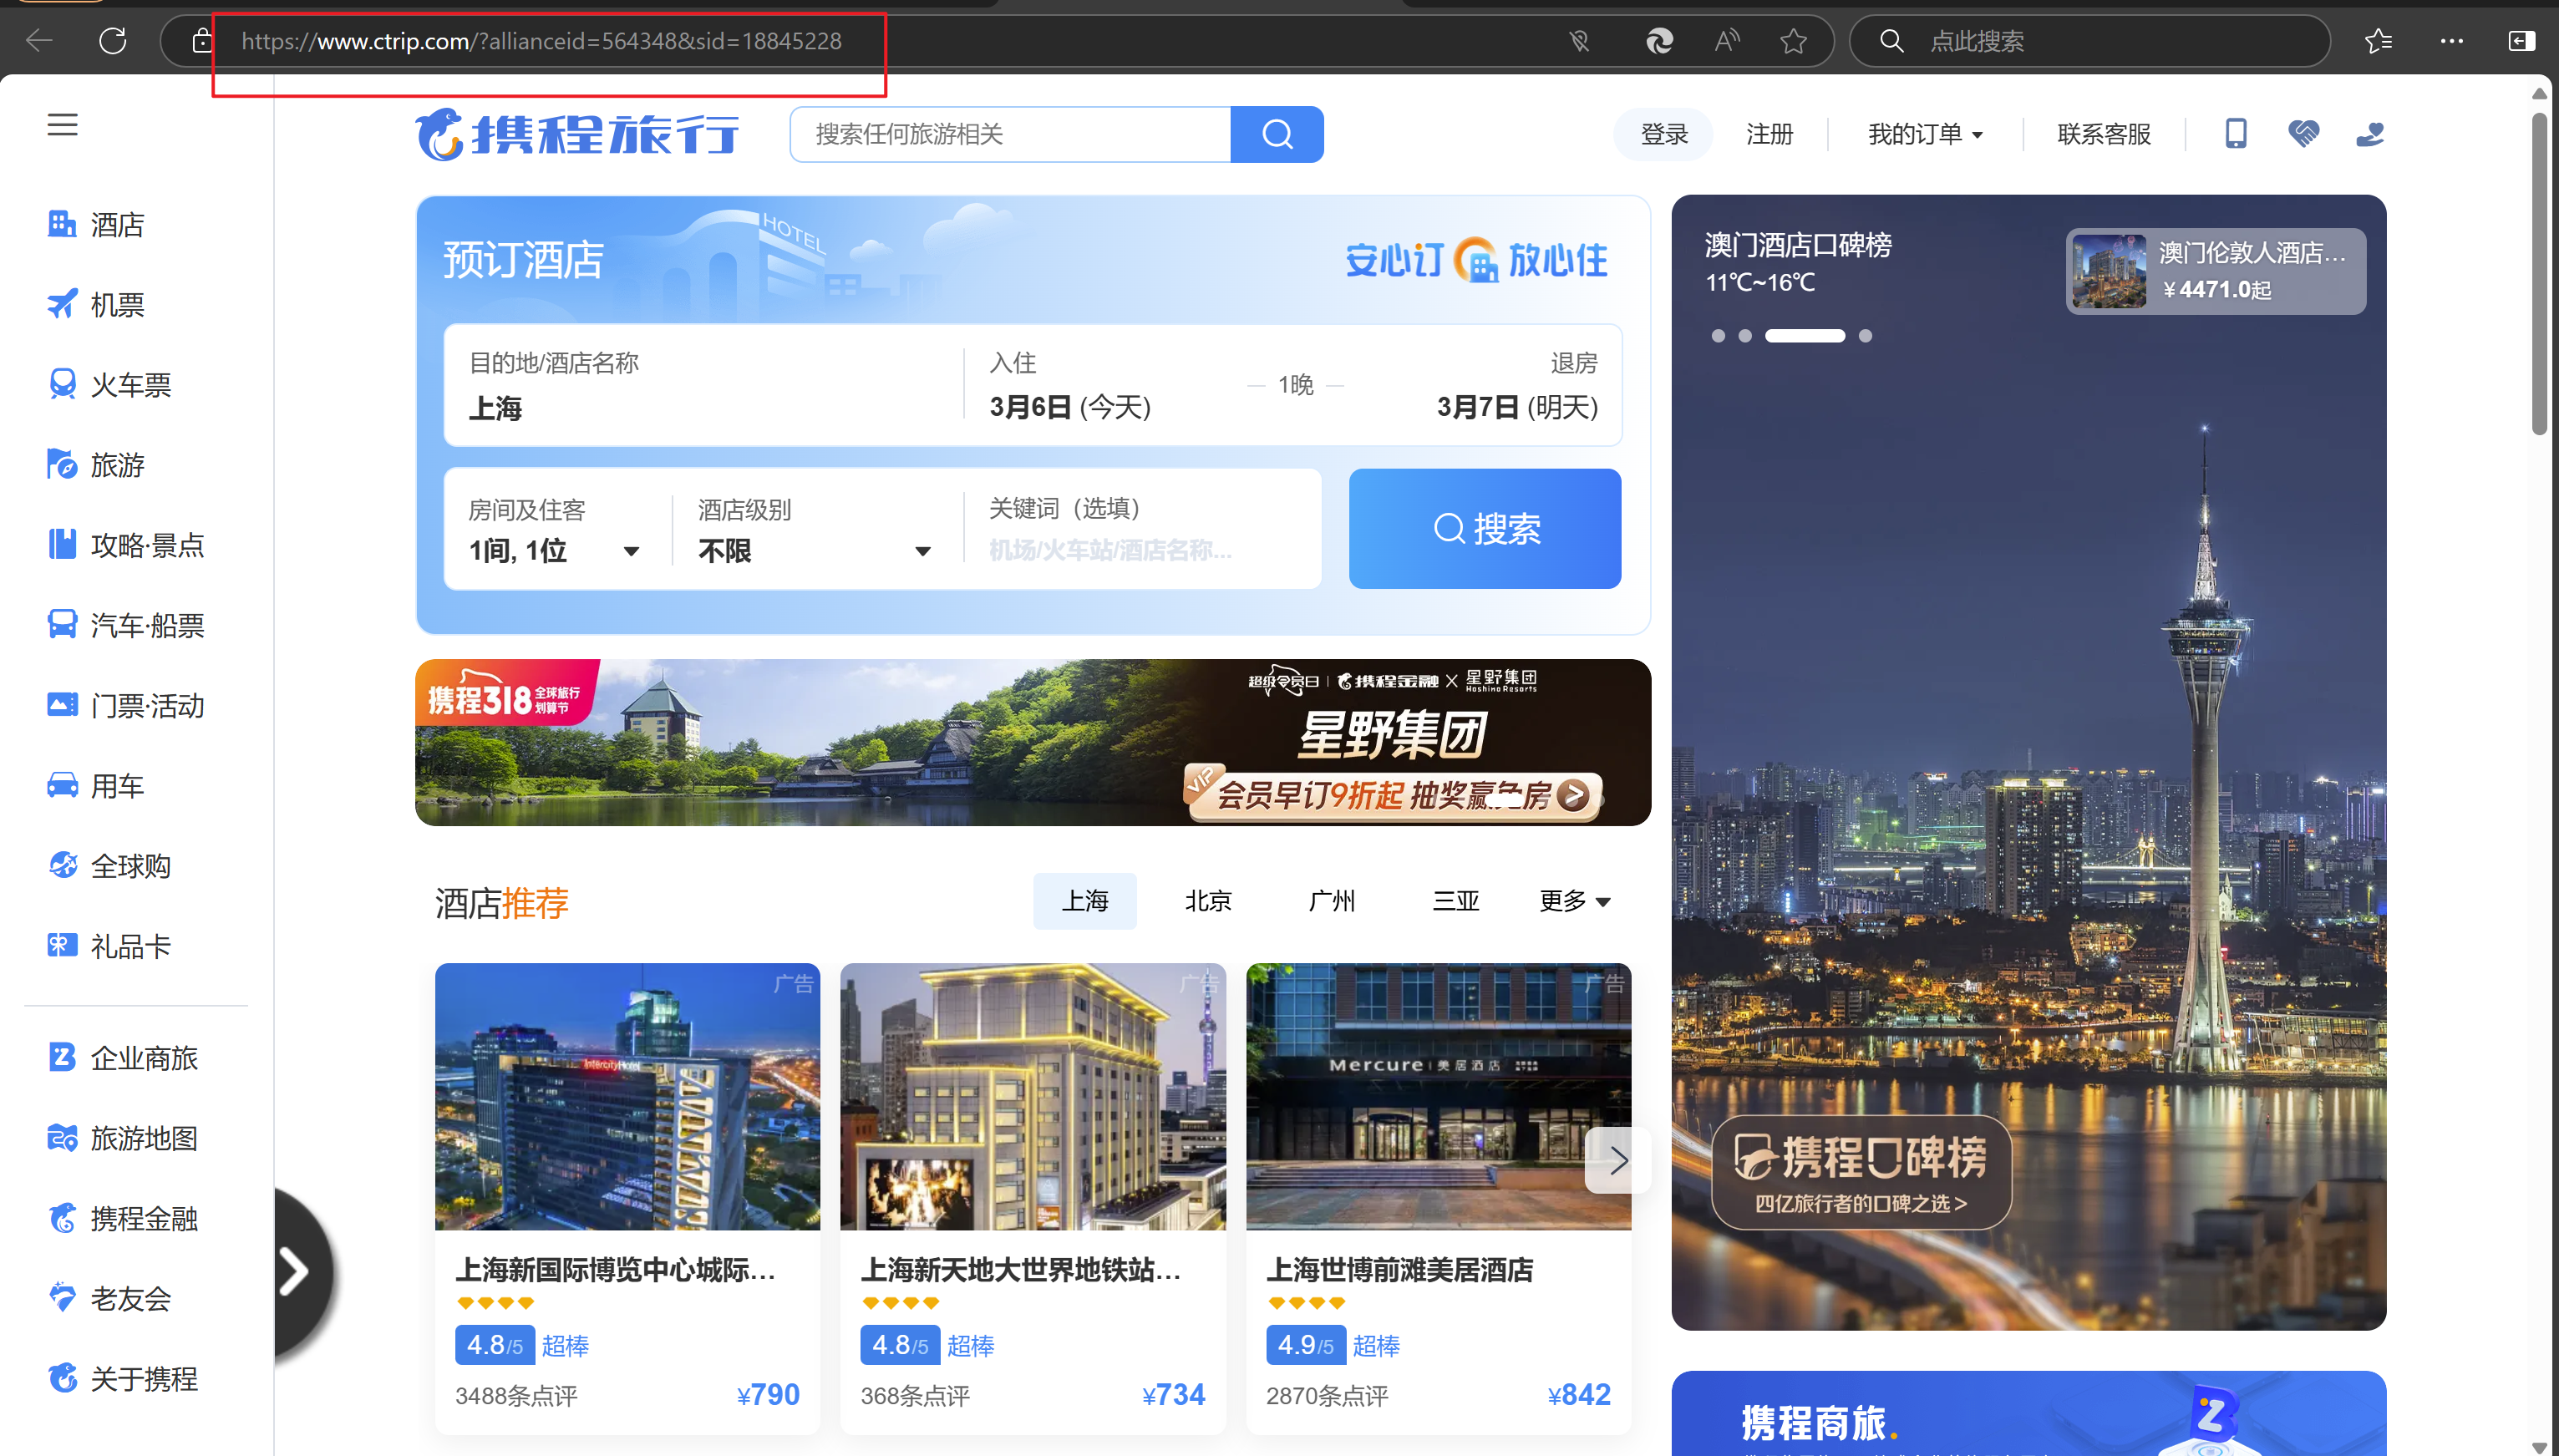 https://www.ctrip.com/?allianceid=564348&sid=18845228
点此搜索
携程旅行
搜索任何旅游相关
登录
注册
我的订单
联系客服
酒店
机票
火车票
旅游
攻略·景点
汽车·船票
门票·活动
用车
全球购
礼品卡
企业商旅
旅游地图
携程金融
老友会
关于携程
HOTEL
预订酒店
安心订 放心住
目的地/酒店名称
上海
入住
3月6日 (今天)
1晚
退房
3月7日 (明天)
房间及住客
1间, 1位
酒店级别
不限
关键词（选填）
机场/火车站/酒店名称...
搜索
携程318 全球旅行划算节
超级会员日 | 携程金融 X 星野集团
Hoshino Resorts
星野集团
VIP
会员早订9折起 抽奖赢免房
酒店推荐
上海
北京
广州
三亚
更多
广告
IntercityHotel
上海新国际博览中心城际...
4.8/5 超棒
3488条点评
¥790
广告
上海新天地大世界地铁站...
4.8/5 超棒
368条点评
¥734
广告
Mercure | 美居酒店
上海世博前滩美居酒店
4.9/5 超棒
2870条点评
¥842
澳门酒店口碑榜
11℃~16℃
澳门伦敦人酒店...
¥4471.0起
携程口碑榜
四亿旅行者的口碑之选>
携程商旅.